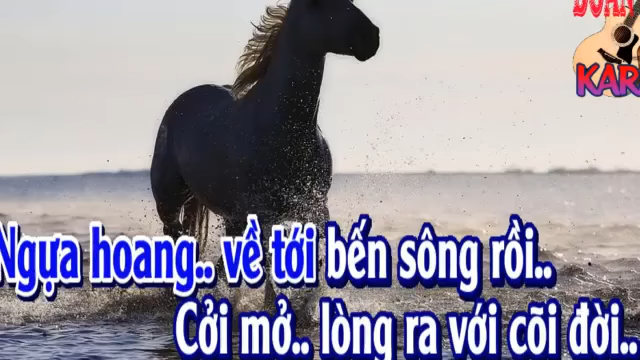 KAR
Ngựa hoang.. về tới bến sông rồi..
Cởi mở.. lòng ra với cõi đời..